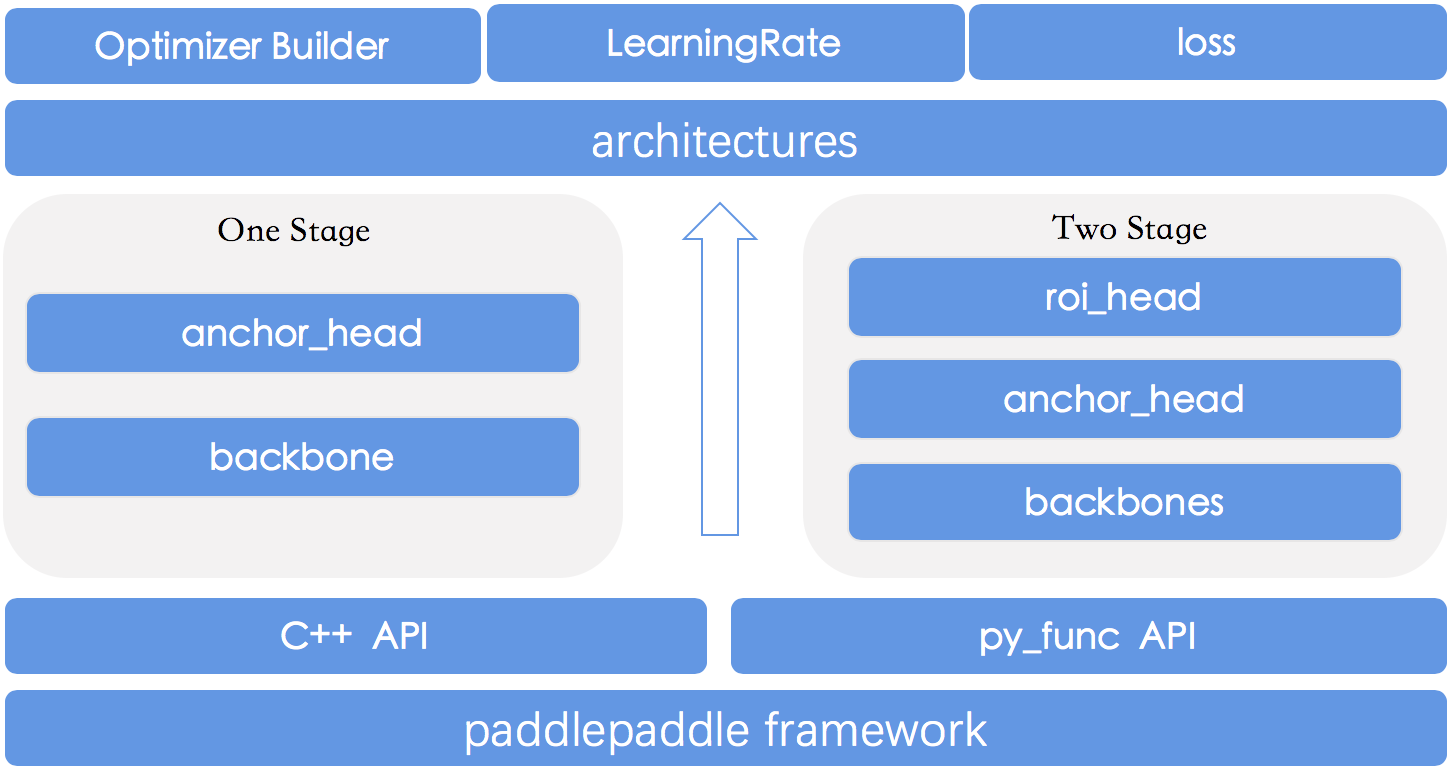 Optimizer Builder
LearningRate
loss
architectures
One Stage
anchor_head
backbone
Two Stage
roi_head
anchor_head
backbones
C++ API
py_func API
paddlepaddle framework